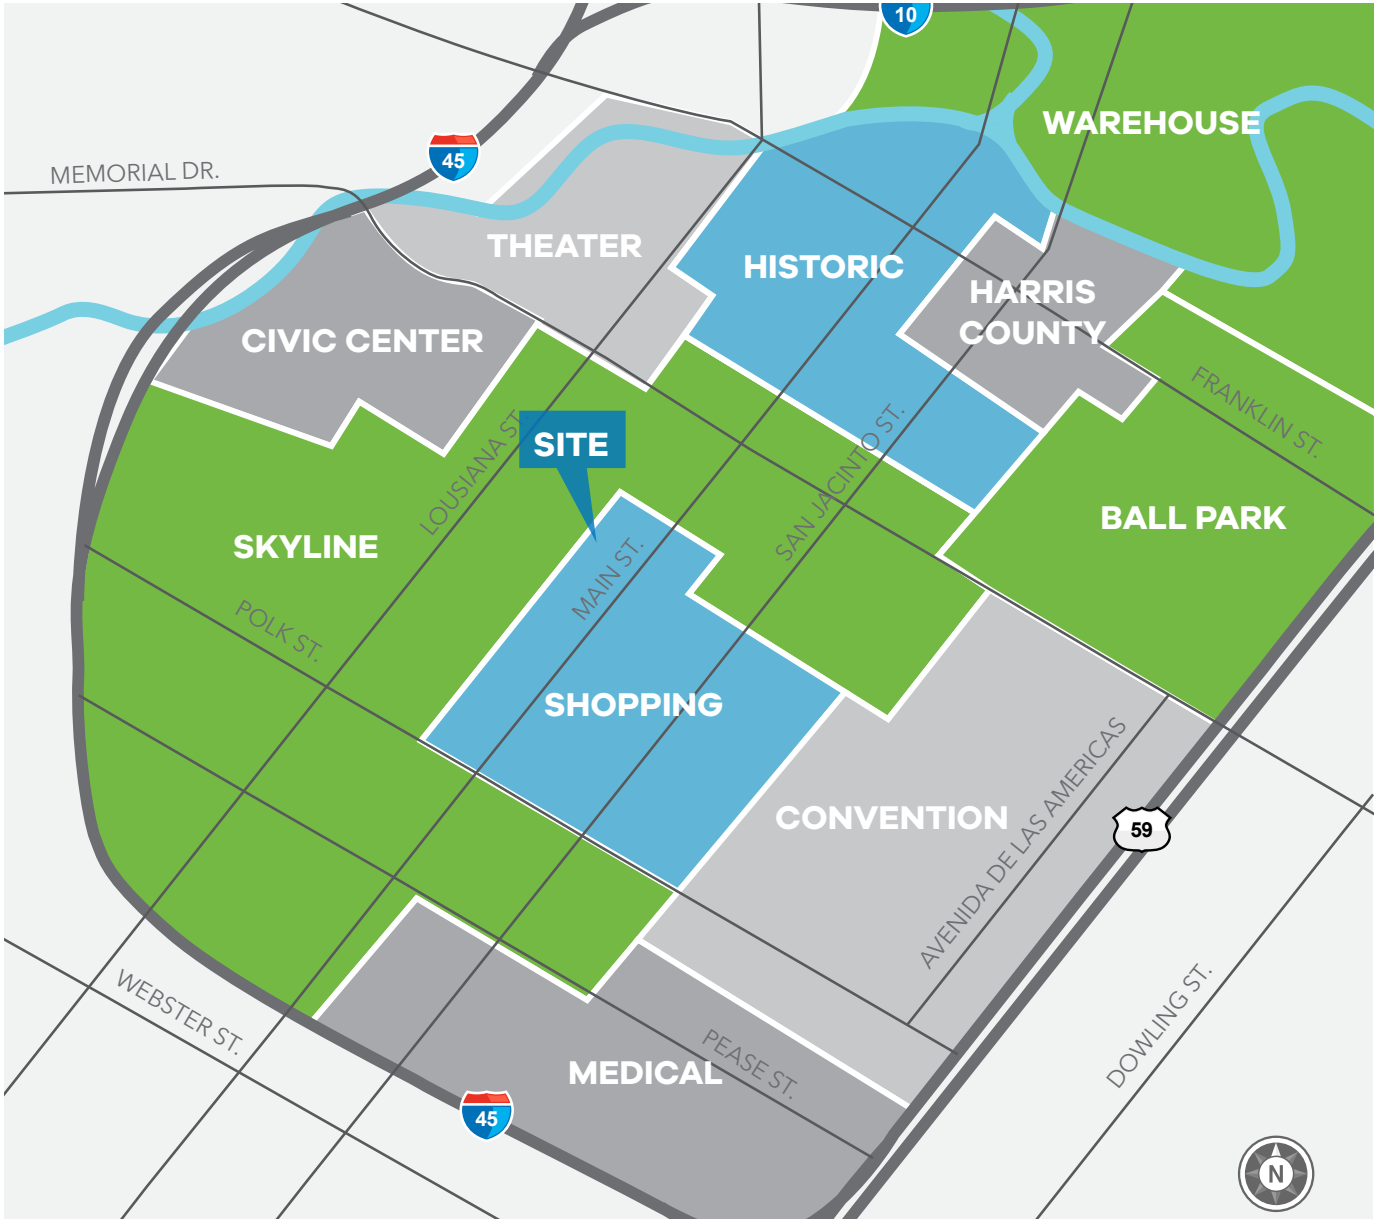 10
WAREHOUSE
45
MEMORIAL DR.
THEATER
HISTORIC
HARRIS
COUNTY
CIVIC CENTER
FRANKLIN ST.
LOUSIANA ST.
SITE
SAN JACINTO ST.
BALL PARK
SKYLINE
MAIN ST.
POLK ST.
SHOPPING
CONVENTION
AVENIDA DE LAS AMERICAS
59
WEBSTER ST.
DOWLING ST.
PEASE ST.
MEDICAL
45
N